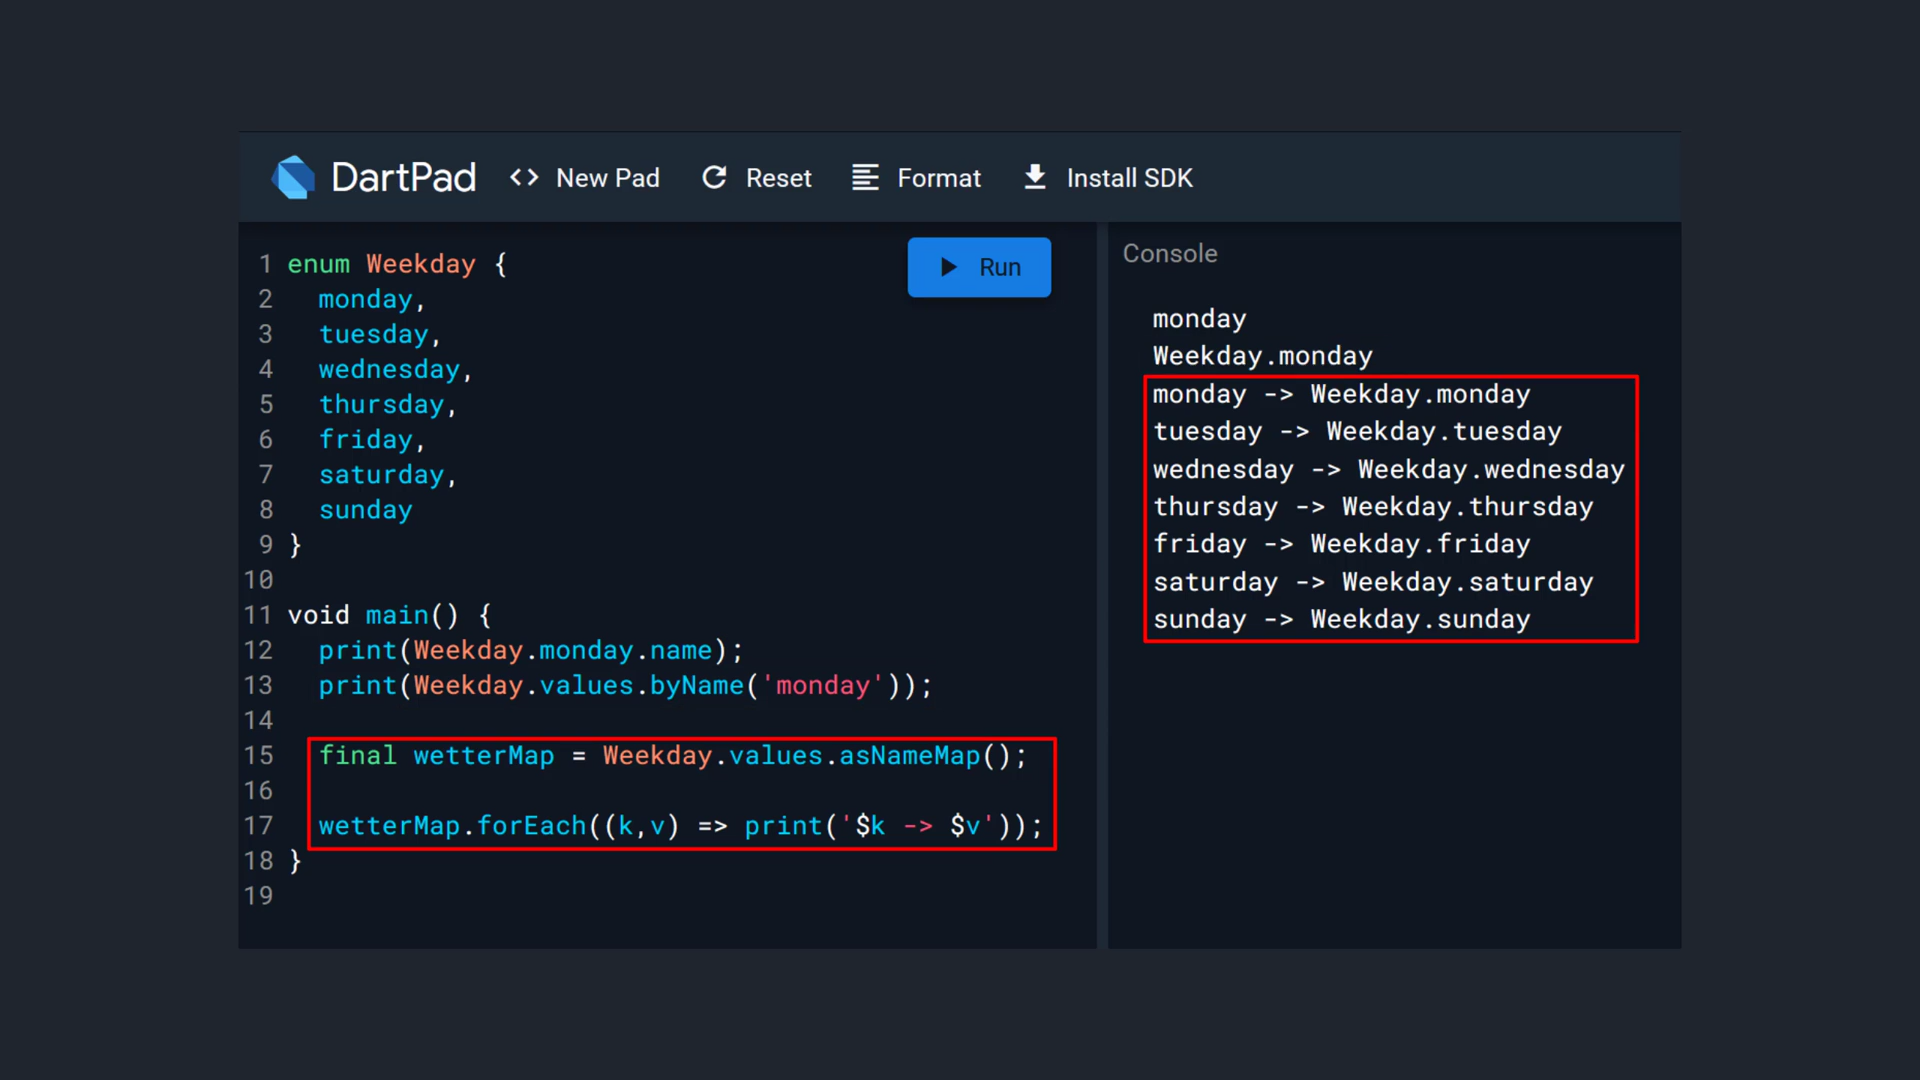 DartPad <> New Pad Reset Format Install SDK
Run
1 enum Weekday {
2   monday,
3   tuesday,
4   wednesday,
5   thursday,
6   friday,
7   saturday,
8   sunday
9 }
10
11 void main() {
12   print(Weekday.monday.name);
13   print(Weekday.values.byName('monday'));
14
15   final wetterMap = Weekday.values.asNameMap();
16
17   wetterMap.forEach((k,v) => print('$k -> $v'));
18 }
19
Console
monday
Weekday.monday
monday -> Weekday.monday
tuesday -> Weekday.tuesday
wednesday -> Weekday.wednesday
thursday -> Weekday.thursday
friday -> Weekday.friday
saturday -> Weekday.saturday
sunday -> Weekday.sunday